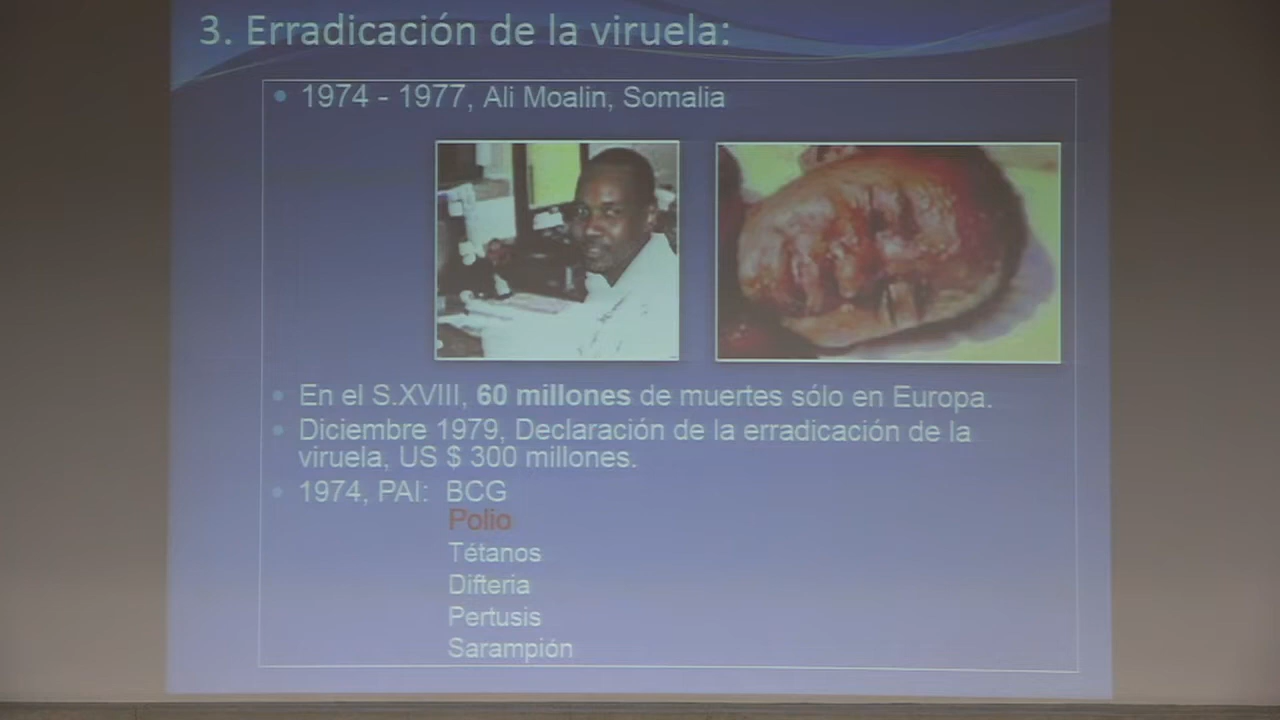 3. Erradicación de la viruela:
1974 - 1977, Ali Moalin, Somalia
En el S.XVIII, 60 millones de muertes sólo en Europa.
Diciembre 1979, Declaración de la erradicación de la
viruela, US $ 300 millones.
1974, PAI: BCG
Polio
Tétanos
Difteria
Pertusis
Sarampión